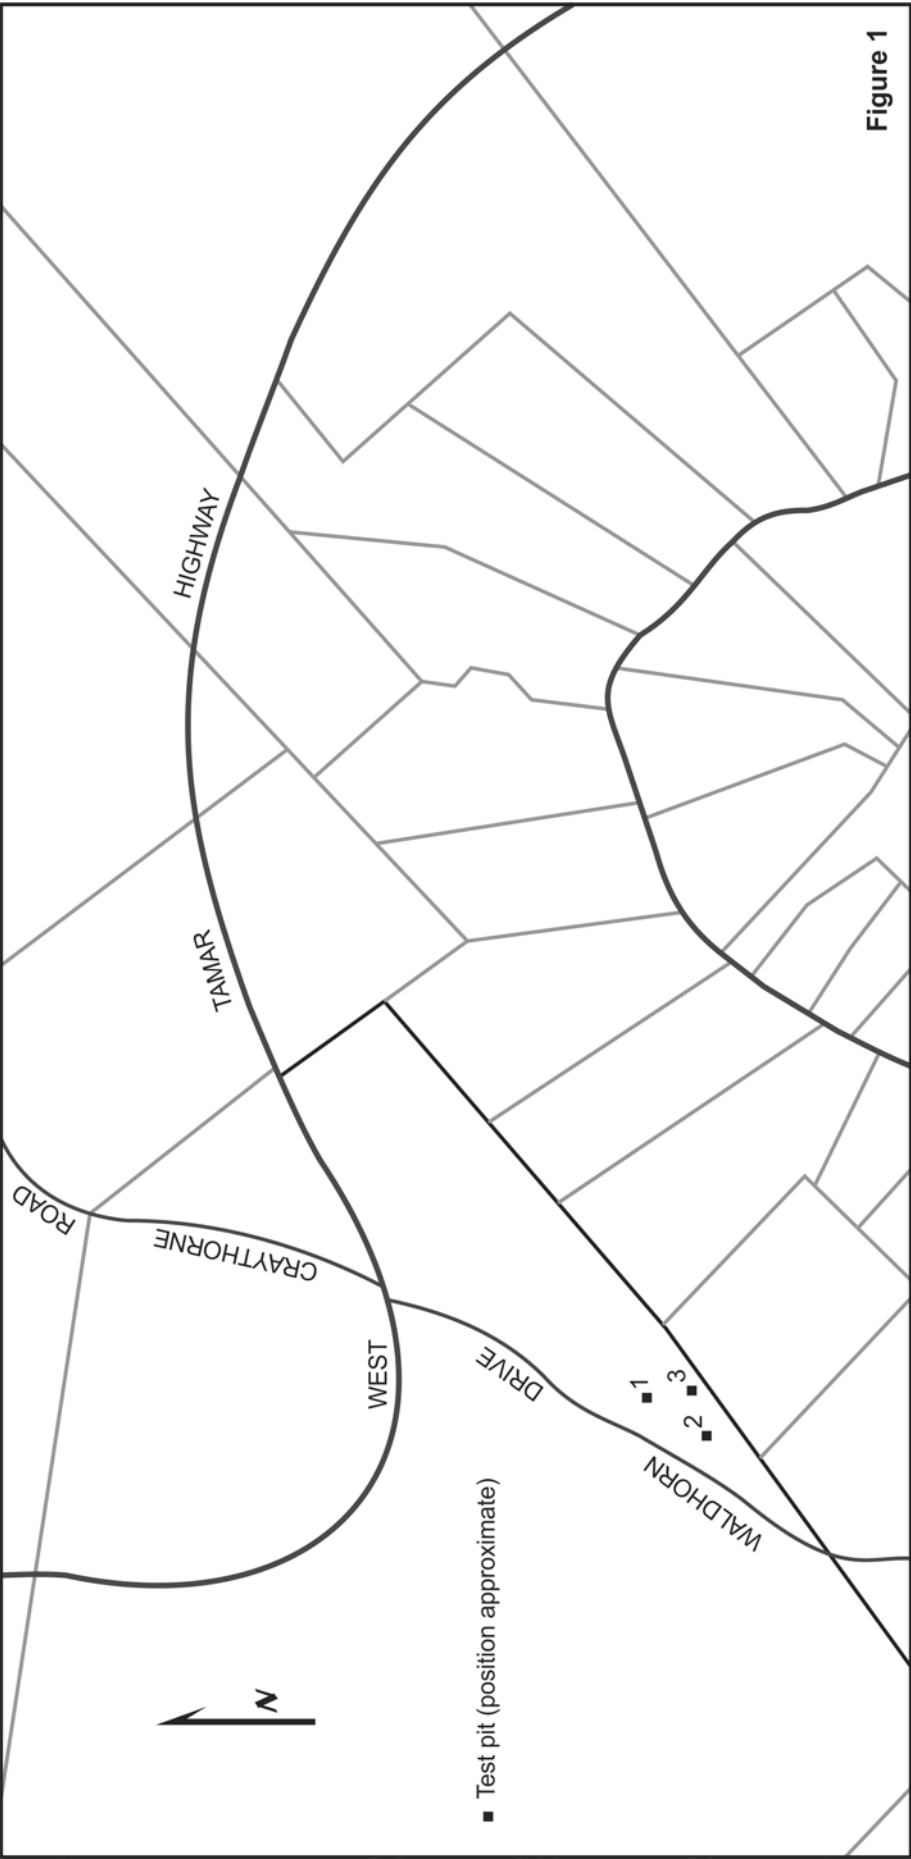 HIGHWAY
TAMAR
WEST
ROAD
CRAYTHORNE
DRIVE
WALDHORN
1
2
3
N
Test pit (position approximate)
Figure 1